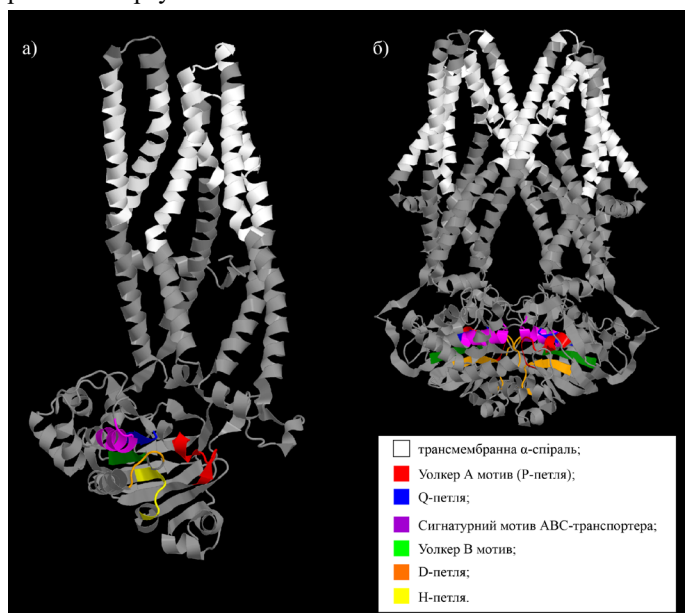 а)
б)
трансмембранна α-спіраль;
Уолкер А мотив (Р-петля);
Q-петля;
Сигнатурний мотив АВС-транспортера;
Уолкер В мотив;
D-петля;
Н-петля.